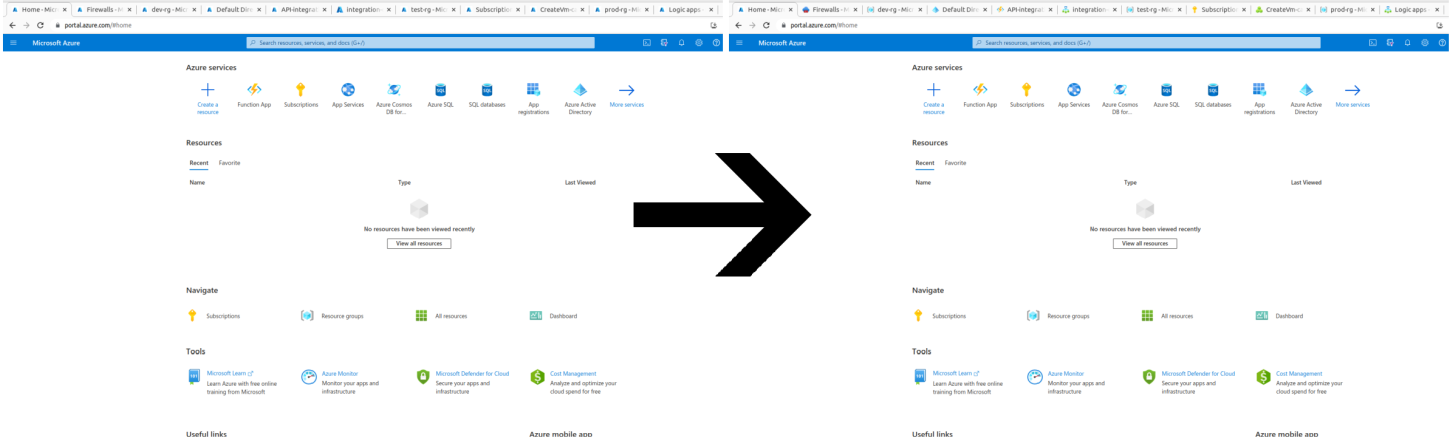 Home - Micr
Firewalls - M
dev-rg - Mic
Default Dire
API-integrat
integration-
test-rg - Mic
Subscription
CreateVm-c
prod-rg - Mi
Logic apps -
portal.azure.com/#home
Microsoft Azure
Search resources, services, and docs (G+/)
Azure services
Create a resource
Function App
Subscriptions
App Services
Azure Cosmos DB for...
Azure SQL
SQL databases
App registrations
Azure Active Directory
More services
Resources
Recent Favorite
Name Type Last Viewed
No resources have been viewed recently
View all resources
Navigate
Subscriptions
Resource groups
All resources
Dashboard
Tools
Microsoft Learn
Learn Azure with free online
training from Microsoft
Azure Monitor
Monitor your apps and
infrastructure
Microsoft Defender for Cloud
Secure your apps and
infrastructure
Cost Management
Analyze and optimize your
cloud spend for free
Useful links
Azure mobile app
Home - Micr
Firewalls - M
dev-rg - Mic
Default Dire
API-integrat
integration-
test-rg - Mic
Subscription
CreateVm-c
prod-rg - Mi
Logic apps -
portal.azure.com/#home
Microsoft Azure
Search resources, services, and docs (G+/)
Azure services
Create a resource
Function App
Subscriptions
App Services
Azure Cosmos DB for...
Azure SQL
SQL databases
App registrations
Azure Active Directory
More services
Resources
Recent Favorite
Name Type Last Viewed
No resources have been viewed recently
View all resources
Navigate
Subscriptions
Resource groups
All resources
Dashboard
Tools
Microsoft Learn
Learn Azure with free online
training from Microsoft
Azure Monitor
Monitor your apps and
infrastructure
Microsoft Defender for Cloud
Secure your apps and
infrastructure
Cost Management
Analyze and optimize your
cloud spend for free
Useful links
Azure mobile app